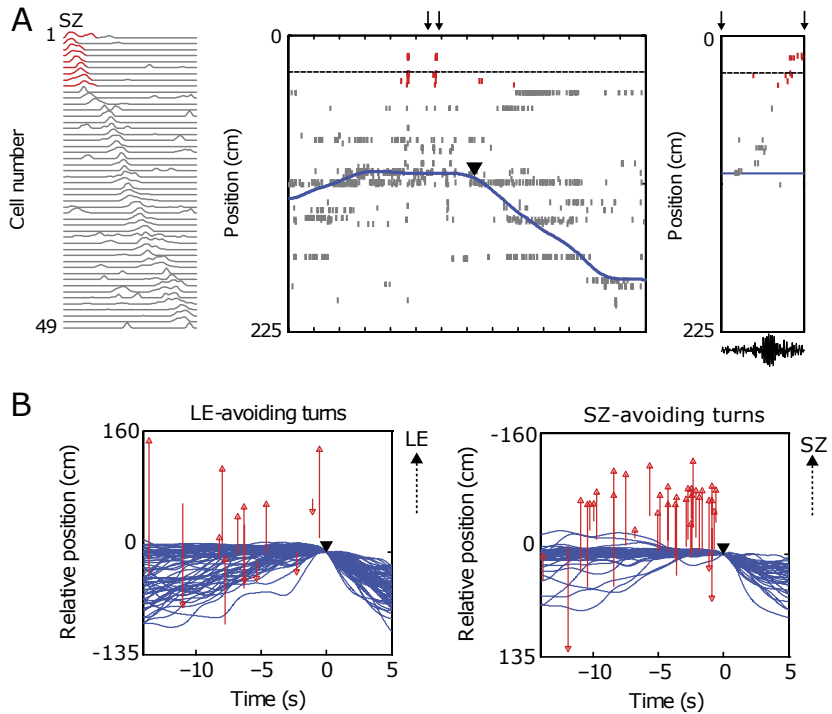 A
SZ
1
49
Cell number
0
225
Position (cm)
0
225
Position (cm)
B
LE-avoiding turns
160
0
-135
Relative position (cm)
−10
−5
0
5
Time (s)
LE
SZ-avoiding turns
-160
0
135
Relative position (cm)
−10
−5
0
5
Time (s)
SZ